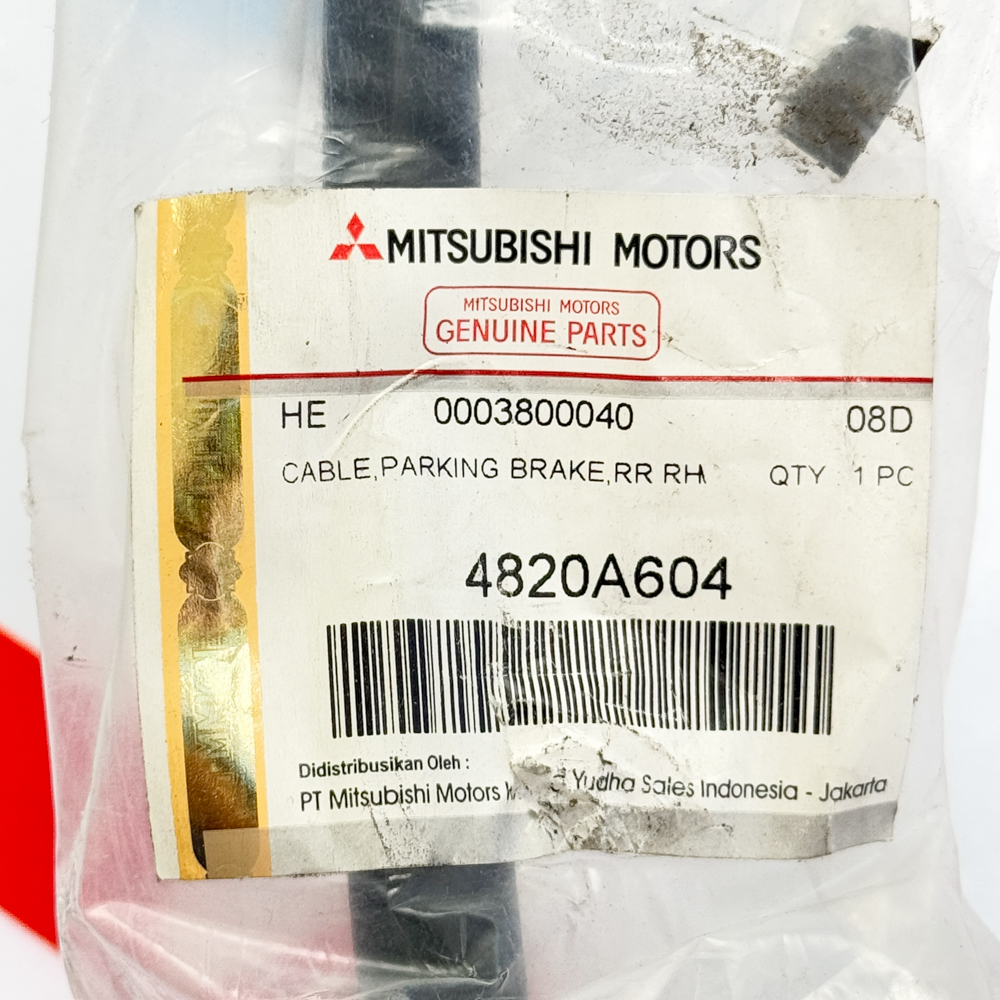 MITSUBISHI MOTORS
MITSUBISHI MOTORS
GENUINE PARTS
HE 0003800040 08D
CABLE,PARKING BRAKE,RR RH QTY : 1 PC
4820A604
Didistribusikan Oleh :
PT Mitsubishi Motors Yudha Sales Indonesia - Jakarta